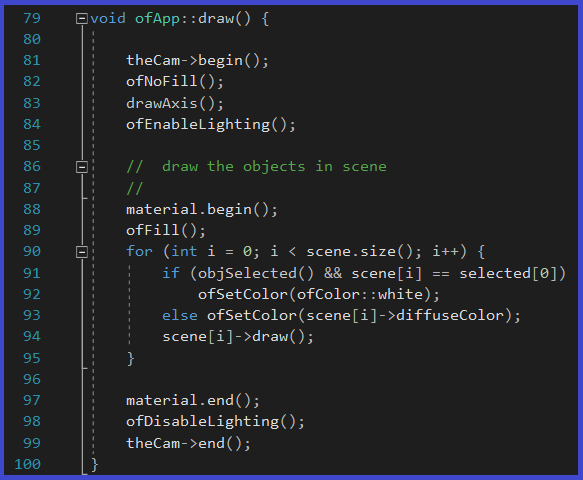 79 void ofApp::draw() {
80
81 theCam->begin();
82 ofNoFill();
83 drawAxis();
84 ofEnableLighting();
85
86 //  draw the objects in scene
87 //
88 material.begin();
89 ofFill();
90 for (int i = 0; i < scene.size(); i++) {
91 if (objSelected() && scene[i] == selected[0])
92 ofSetColor(ofColor::white);
93 else ofSetColor(scene[i]->diffuseColor);
94 scene[i]->draw();
95 }
96
97 material.end();
98 ofDisableLighting();
99 theCam->end();
100 }